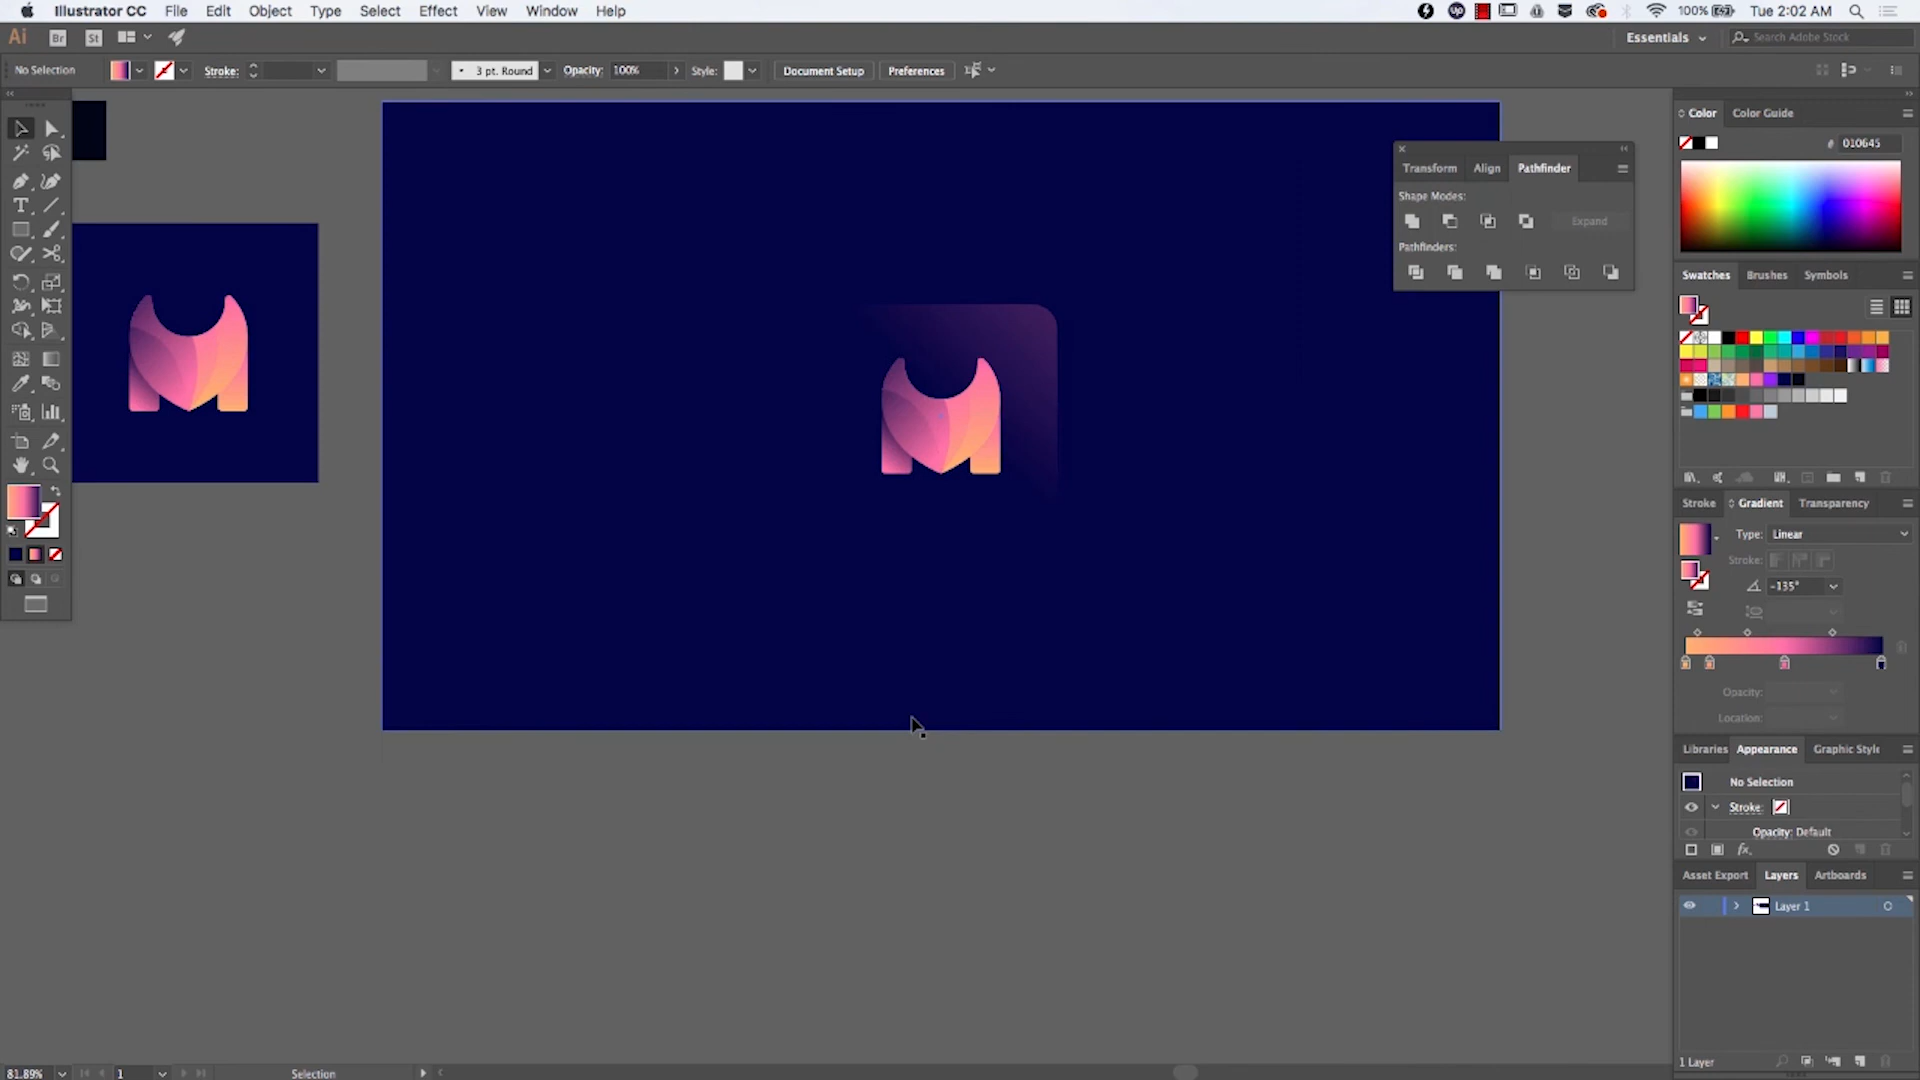 Illustrator CC File Edit Object Type Select Effect View Window Help 100% Tue 2:02 AM
Ai Br St Essentials Search Adobe Stock
No Selection Stroke: 3 pt. Round Opacity: 100% Style: Document Setup Preferences
Color Color Guide
# 010645
Transform Align Pathfinder
Shape Modes:
Expand
Pathfinders:
Swatches Brushes Symbols
Stroke Gradient Transparency
Type: Linear
Stroke:
-135°
Opacity:
Location:
Libraries Appearance Graphic Style
No Selection
Stroke:
Opacity: Default
fx
Asset Export Layers Artboards
Layer 1
1 Layer
81.89% 1 Selection